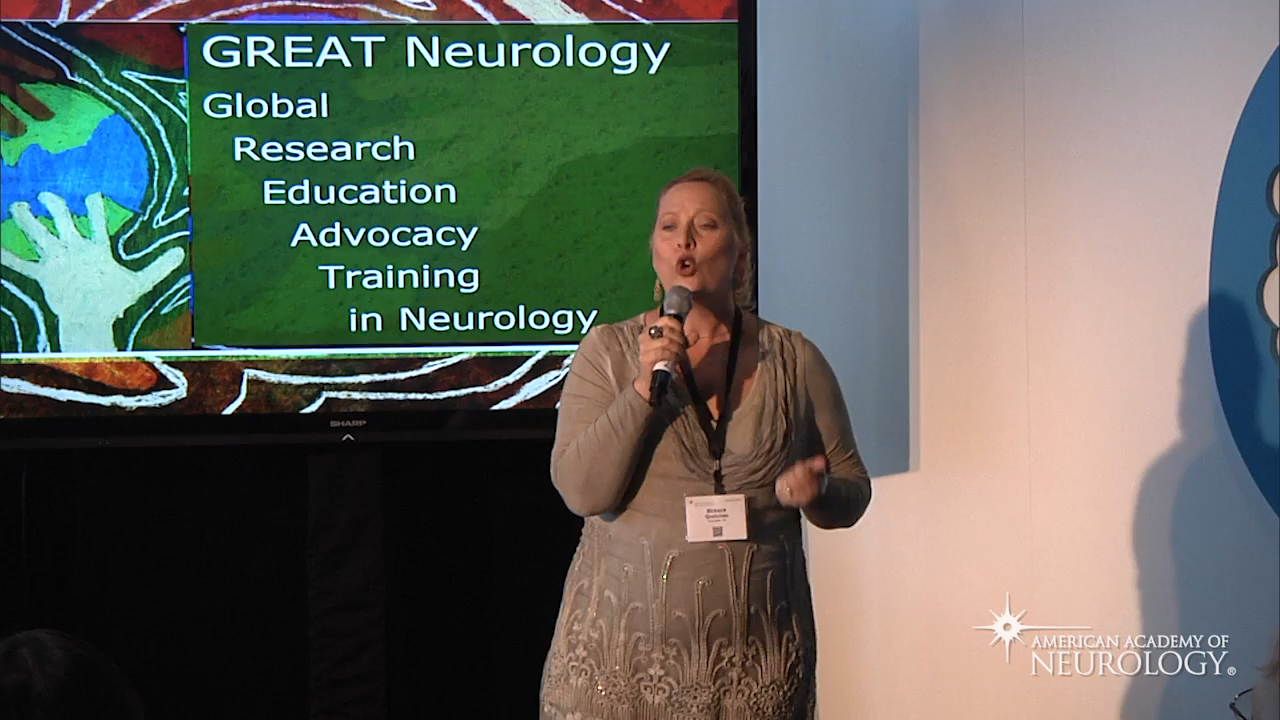 GREAT Neurology
Global
Research
Education
Advocacy
Training
in Neurology
SHARP
AMERICAN ACADEMY OF
NEUROLOGY®